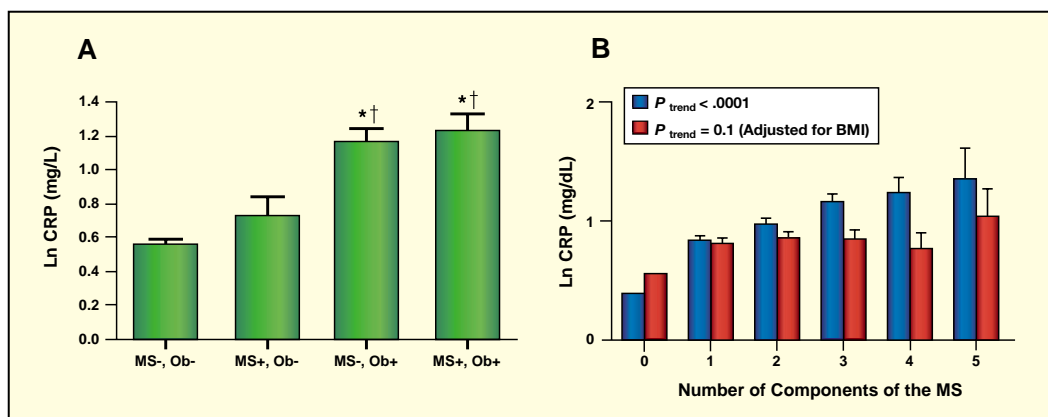 A
Ln CRP (mg/L)
1.4
1.2
1.0
0.8
0.6
0.4
0.2
0.0
*†
*†
MS-, Ob-
MS+, Ob-
MS-, Ob+
MS+, Ob+
B
Ln CRP (mg/dL)
2
1
0
P trend < .0001
P trend = 0.1 (Adjusted for BMI)
0
1
2
3
4
5
Number of Components of the MS